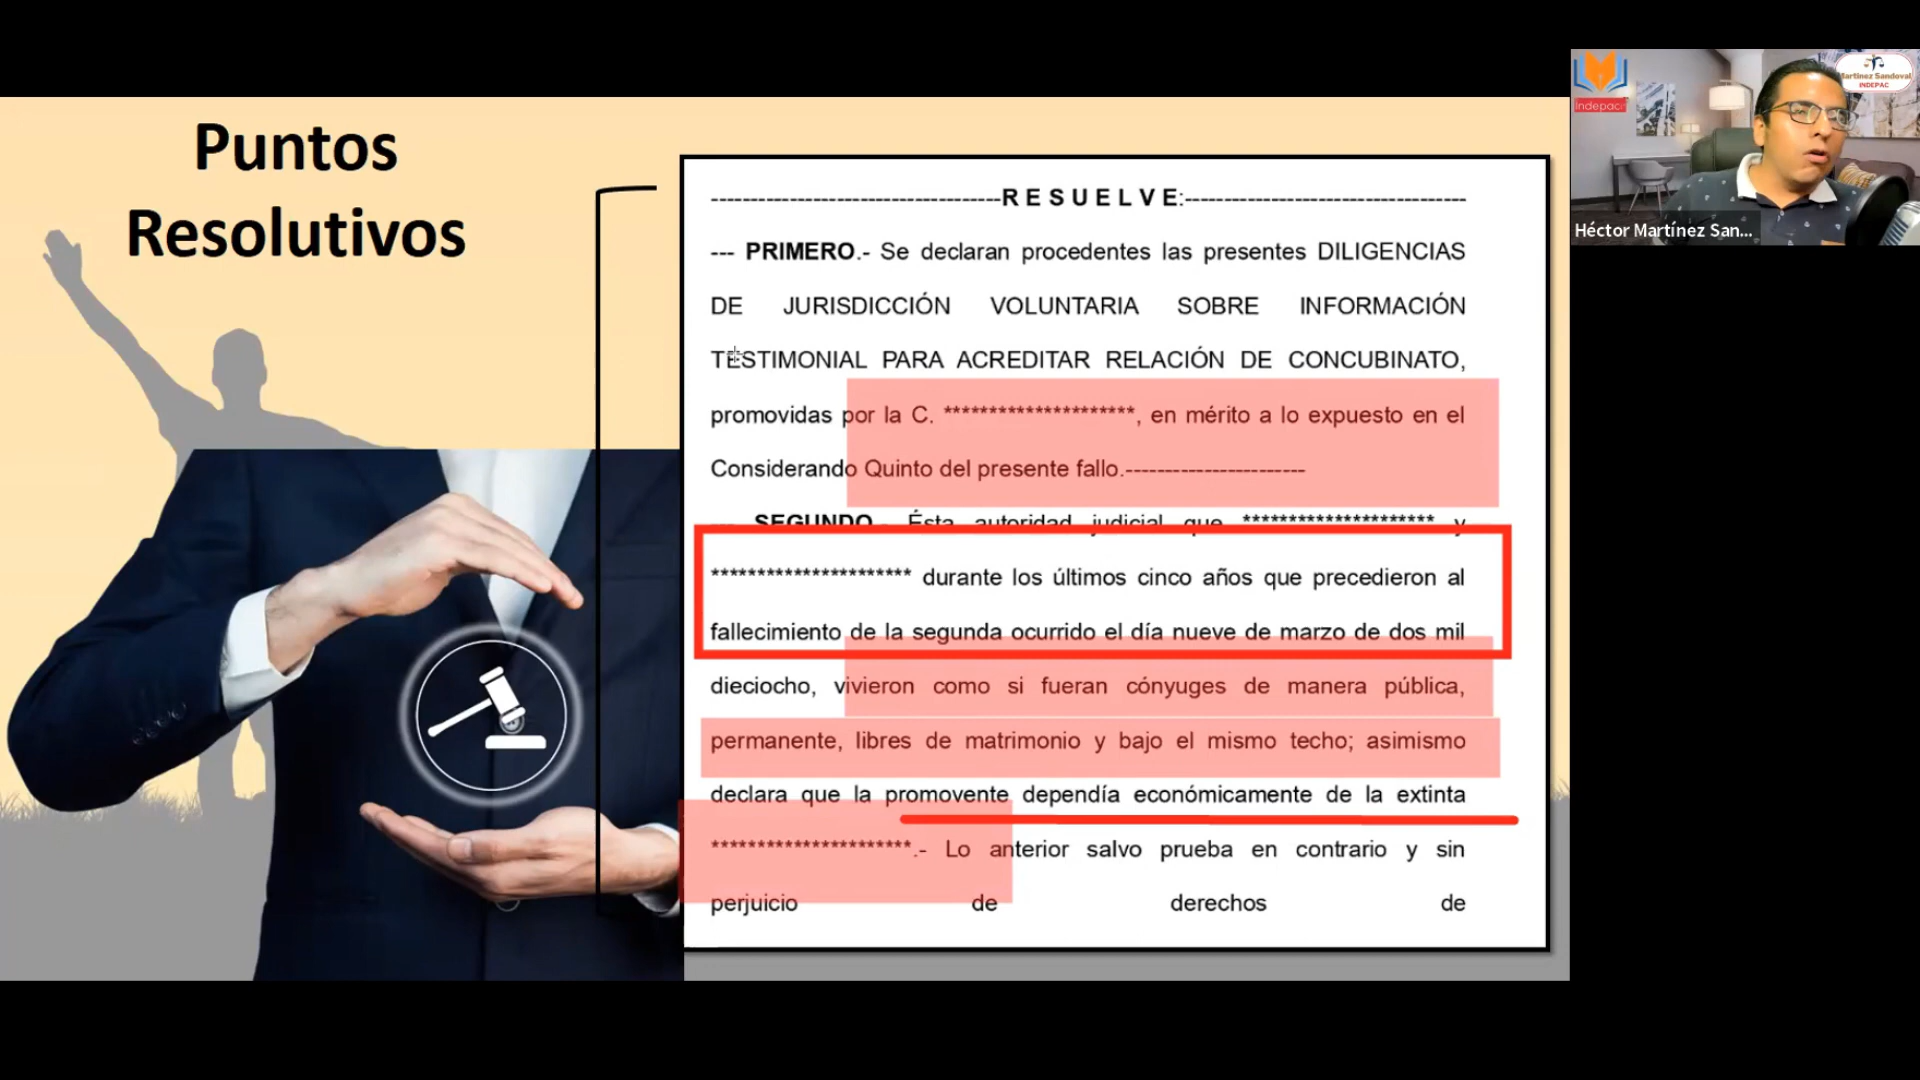 Puntos
Resolutivos
-------------------------------------R E S U E L V E:------------------------------------
--- PRIMERO.- Se declaran procedentes las presentes DILIGENCIAS
DE JURISDICCIÓN VOLUNTARIA SOBRE INFORMACIÓN
TESTIMONIAL PARA ACREDITAR RELACIÓN DE CONCUBINATO,
promovidas por la C. *********************, en mérito a lo expuesto en el
Considerando Quinto del presente fallo.-----------------------
--- SEGUNDO.- Ésta autoridad judicial que ********************* y
********************** durante los últimos cinco años que precedieron al
fallecimiento de la segunda ocurrido el día nueve de marzo de dos mil
dieciocho, vivieron como si fueran cónyuges de manera pública,
permanente, libres de matrimonio y bajo el mismo techo; asimismo
declara que la promovente dependía económicamente de la extinta
**********************.- Lo anterior salvo prueba en contrario y sin
perjuicio de derechos de
Indepac
Martínez Sandoval
INDEPAC
Héctor Martínez San...